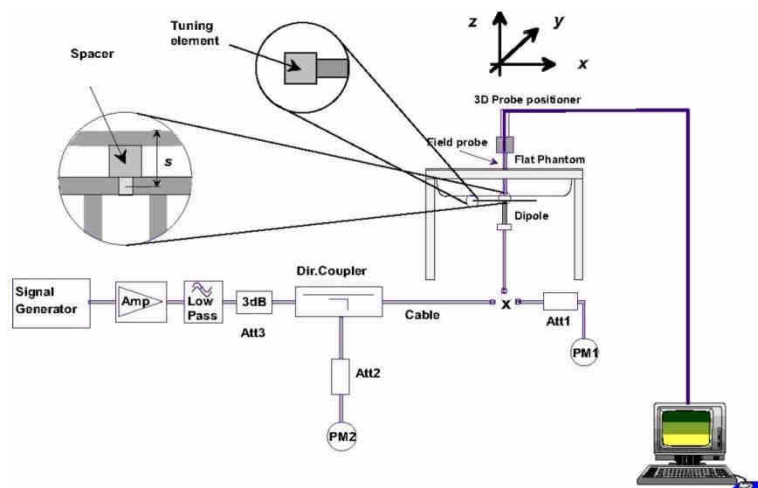 Tuning
element
Spacer
s
z
y
x
3D Probe positioner
Field probe
Flat Phantom
Dipole
Signal
Generator
Amp
Low
Pass
3dB
Att3
Dir.Coupler
Cable
x
Att1
PM1
Att2
PM2